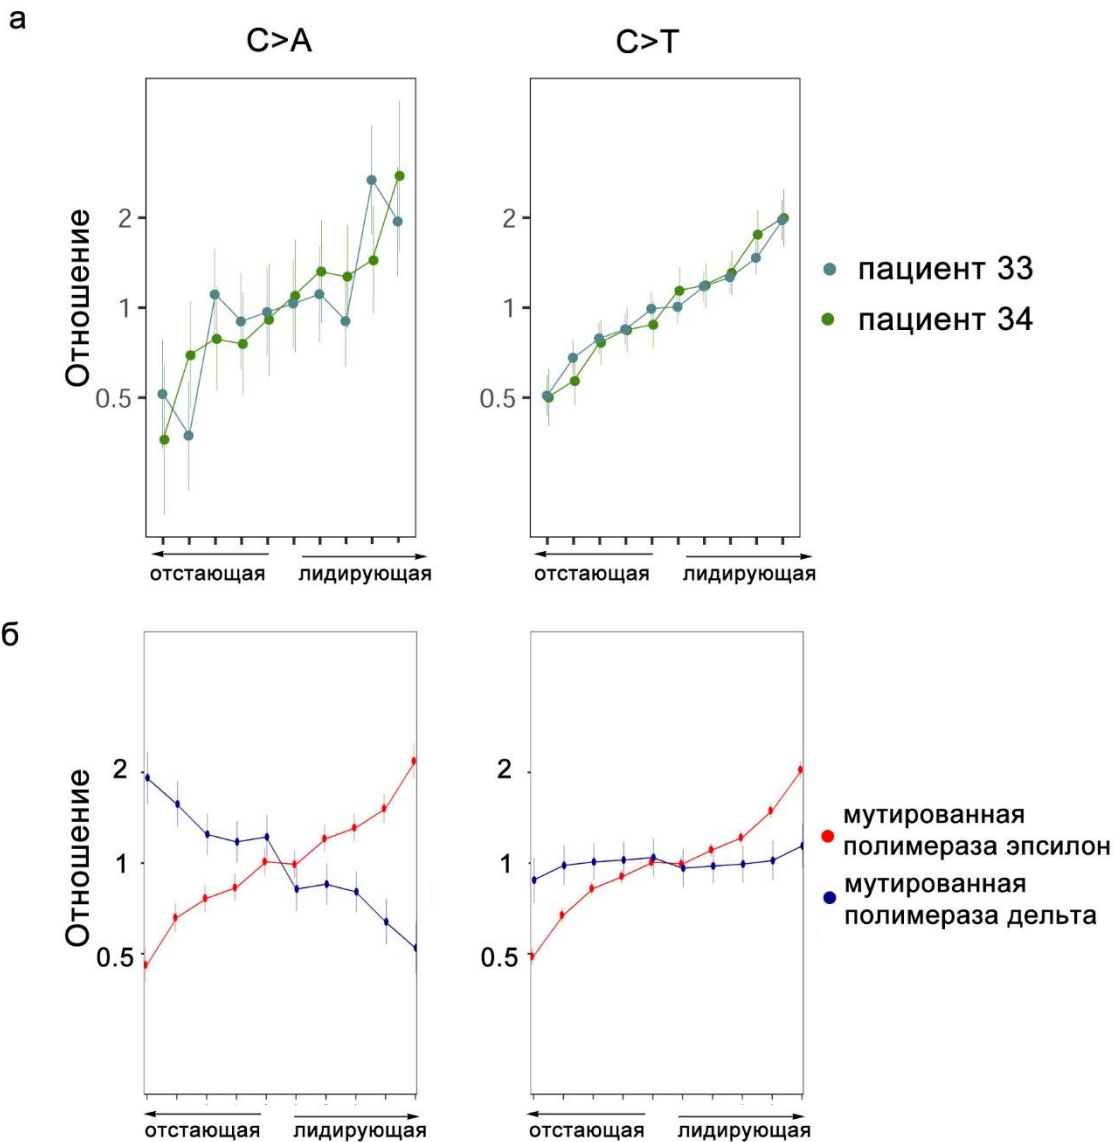 а
C>A
C>T
Отношение
2
1
0.5
2
1
0.5
пациент 33
пациент 34
отстающая
лидирующая
отстающая
лидирующая
б
Отношение
2
1
0.5
2
1
0.5
мутированная
полимераза эпсилон
мутированная
полимераза дельта
отстающая
лидирующая
отстающая
лидирующая